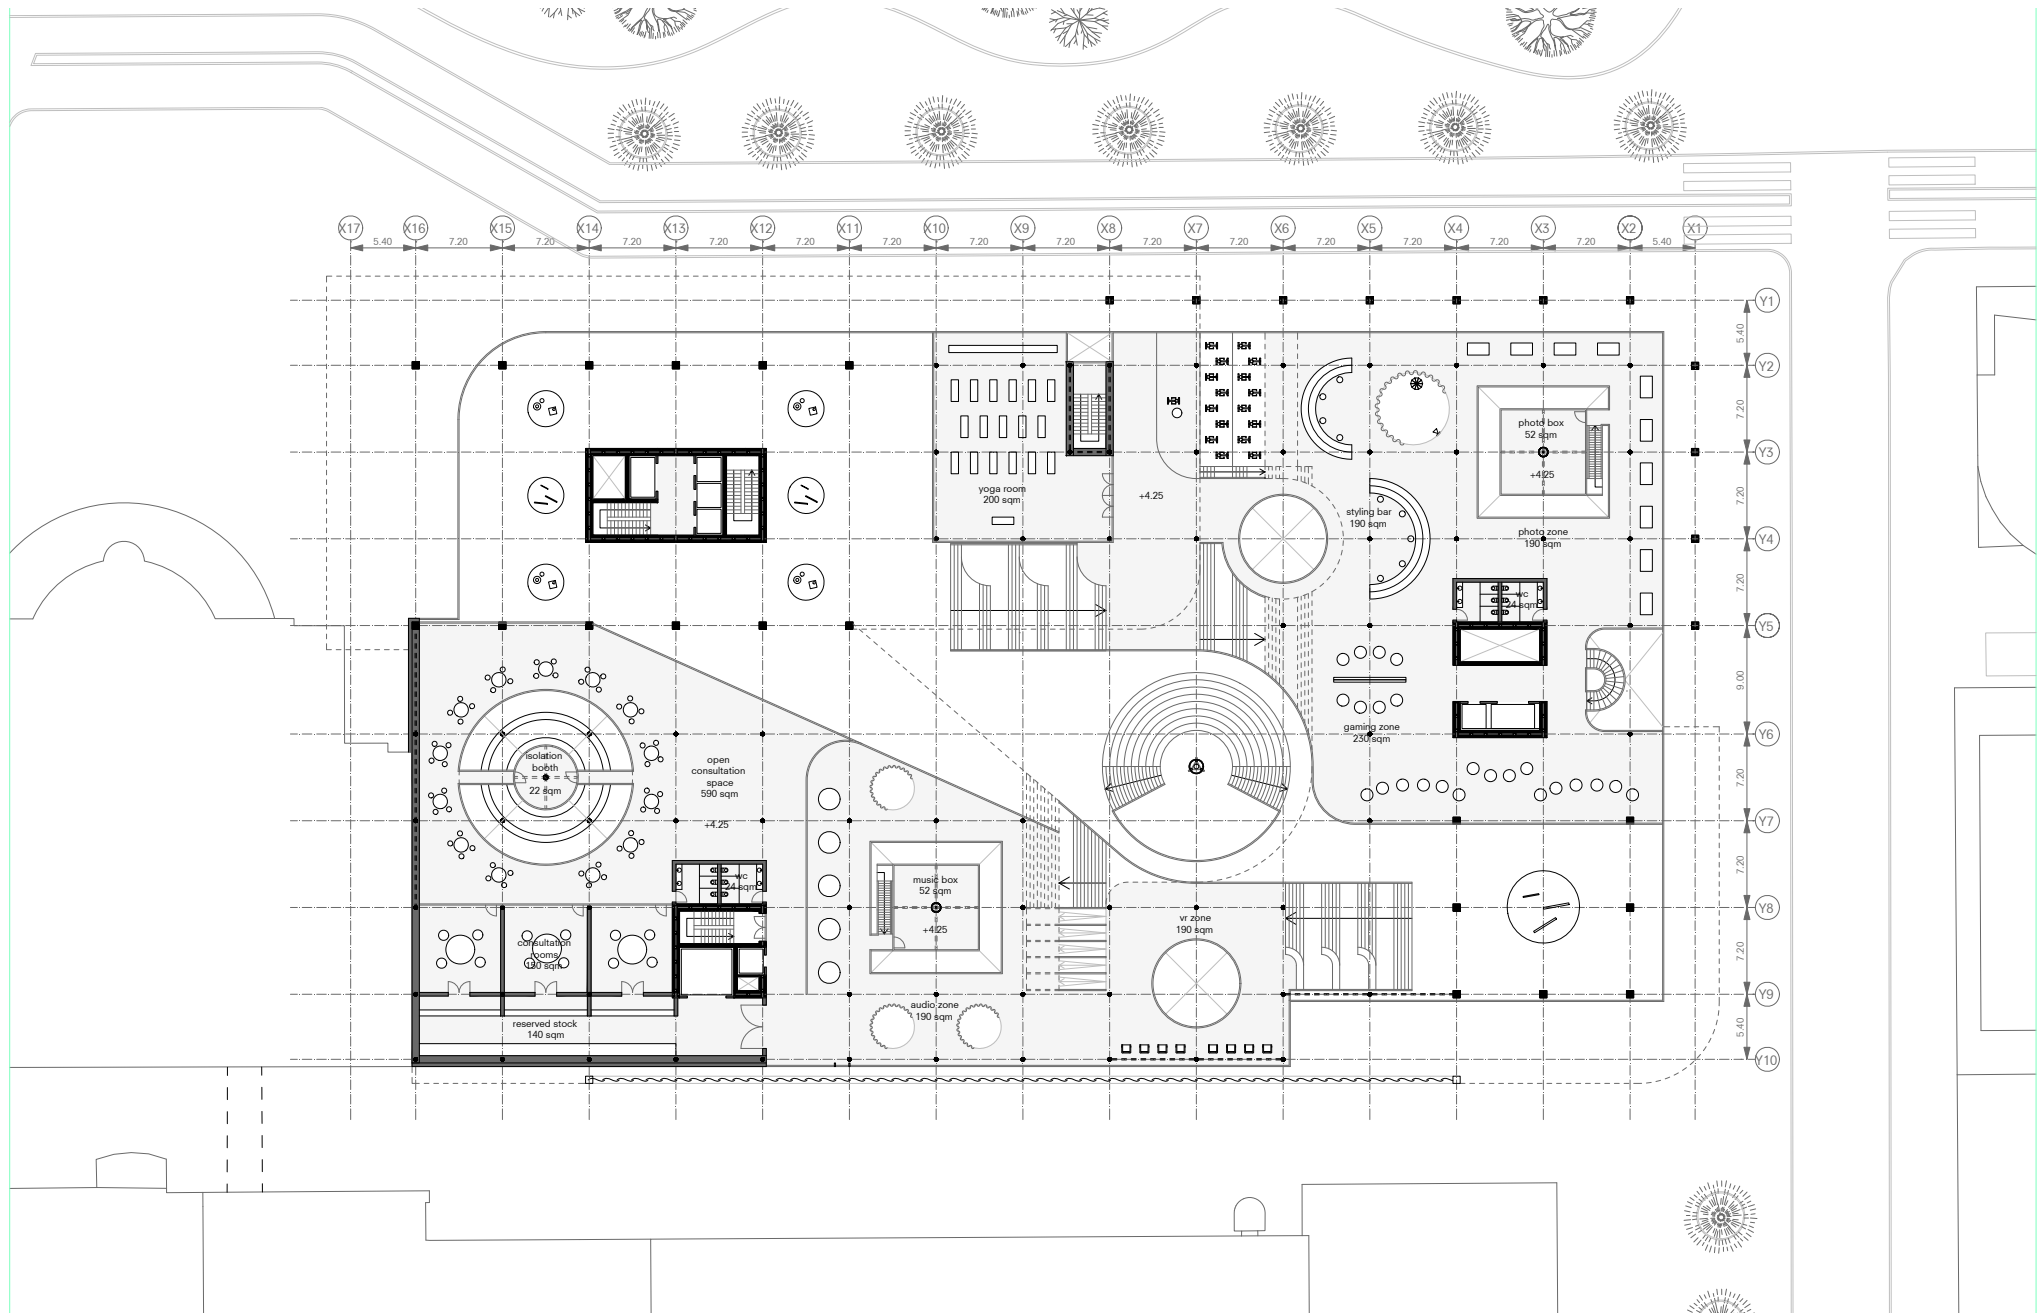 X17 X16 X15 X14 X13 X12 X11 X10 X9 X8 X7 X6 X5 X4 X3 X2 X1
5.40 7.20 7.20 7.20 7.20 7.20 7.20 7.20 7.20 7.20 7.20 7.20 7.20 7.20 7.20 5.40
Y1
5.40
Y2
7.20
Y3
7.20
Y4
7.20
Y5
9.00
Y6
7.20
Y7
7.20
Y8
7.20
Y9
5.40
Y10
photo box
52 sqm
+4.25
yoga room
200 sqm
+4.25
styling bar
190 sqm
photo zone
190 sqm
wc
24 sqm
gaming zone
230 sqm
isolation
booth
22 sqm
open
consultation
space
590 sqm
+4.25
wc
24 sqm
music box
52 sqm
+4.25
vr zone
190 sqm
consultation
rooms
150 sqm
audio zone
190 sqm
reserved stock
140 sqm